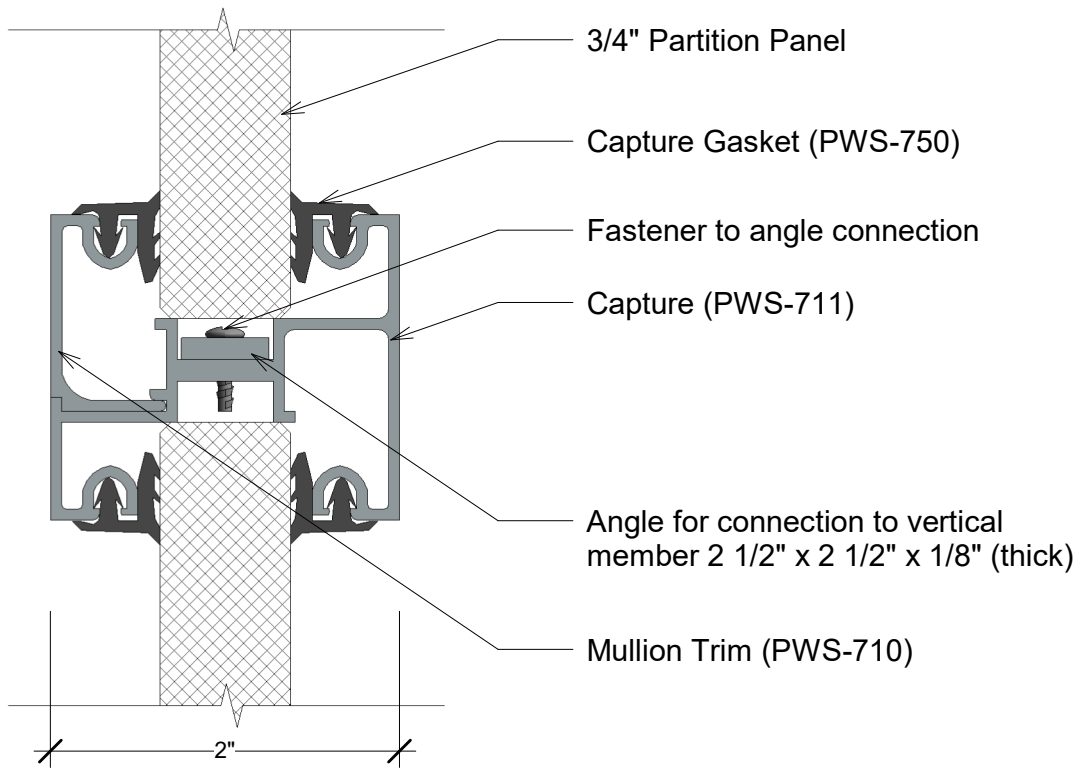 3/4" Partition Panel
Capture Gasket (PWS-750)
Fastener to angle connection
Capture (PWS-711)
Angle for connection to vertical
member 2 1/2" x 2 1/2" x 1/8" (thick)
Mullion Trim (PWS-710)
2"